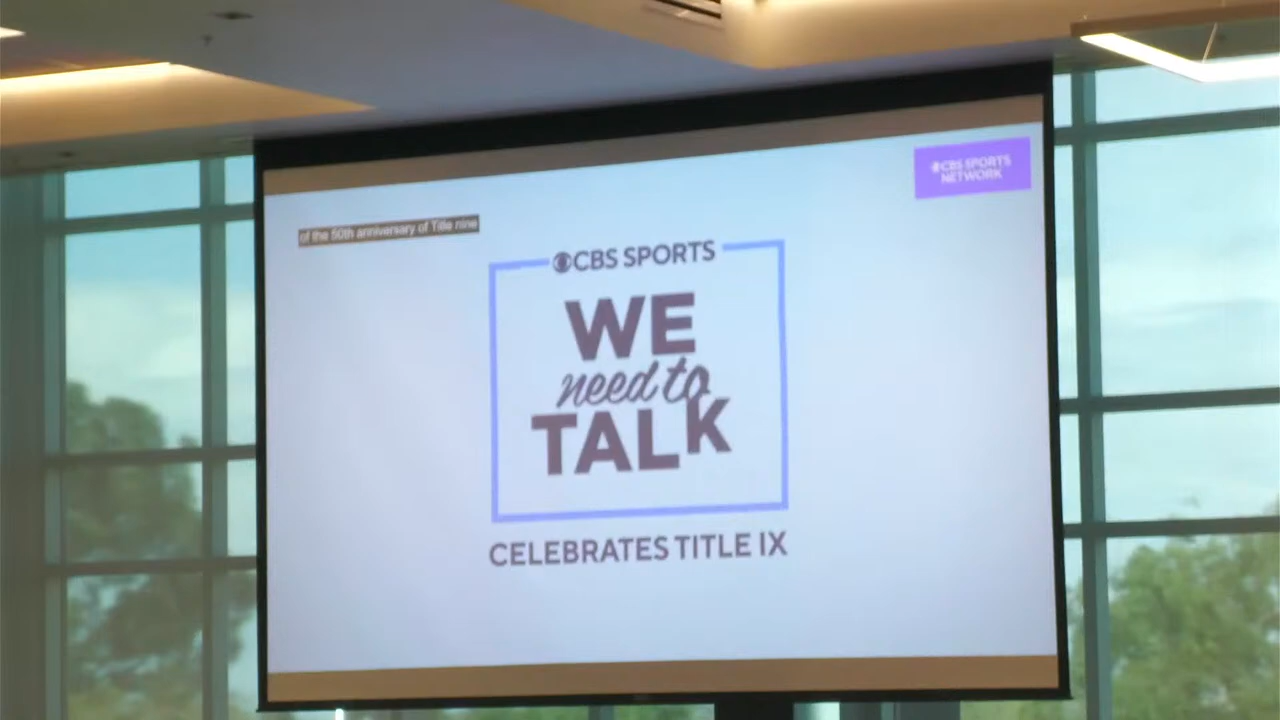 CBS SPORTS
NETWORK
of the 50th anniversary of Title nine
CBS SPORTS
WE
need to
TALK
CELEBRATES TITLE IX